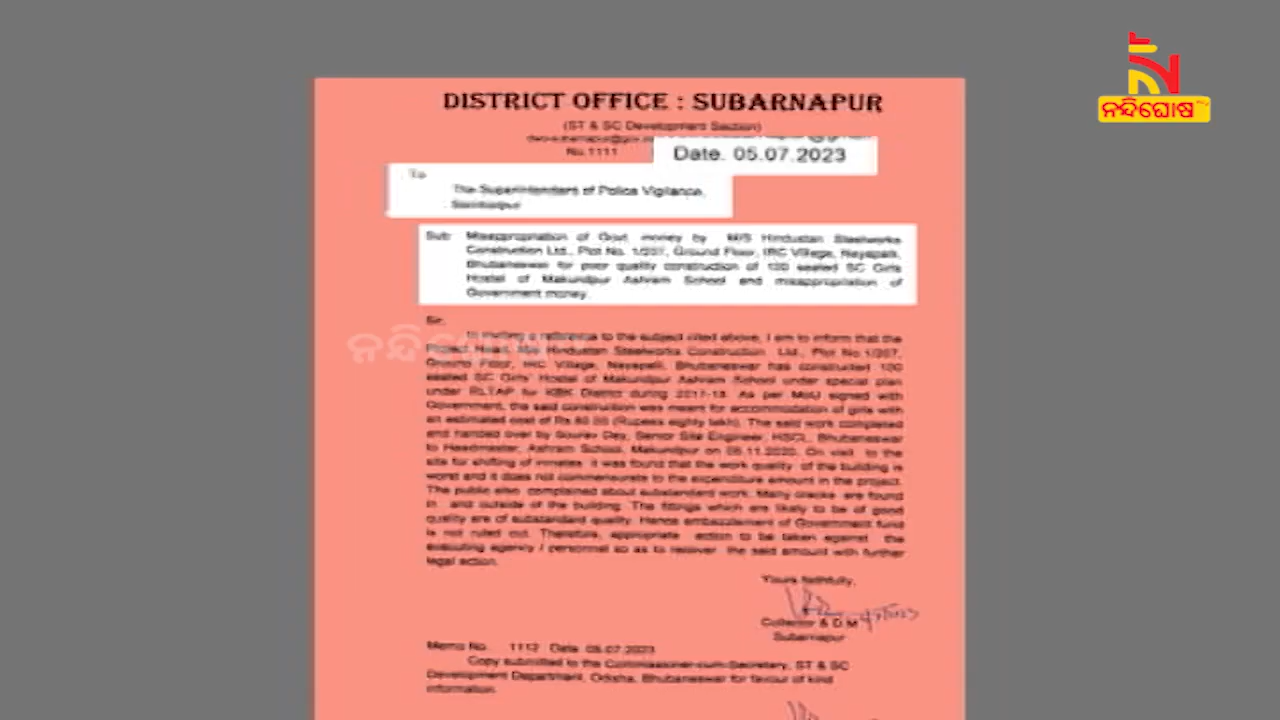 ନନ୍ଦିଘୋଷ
DISTRICT OFFICE : SUBARNAPUR
(ST & SC Development Section)
No.1111
Date. 05.07.2023
To
The Superintendent of Police Vigilance,
Sambalpur
Sub: Misappropriation of Govt. money by M/S Hindustan Steelworks
Construction Ltd., Plot No. 1/207, Ground Floor, IRC Village, Nayapalli,
Bhubaneswar for poor quality construction of 100 seated SC Girls
Hostel of Makundpur Ashram School and misappropriation of
Government money.
Sir,
In inviting a reference to the subject cited above, I am to inform that the
Hindustan Steelworks Construction Ltd., Plot No.1/207,
Ground Floor, IRC Village, Nayapalli, Bhubaneswar has constructed 100
seated SC Girls' Hostel of Makundpur Ashram School under special plan
under RLTAP for KBK District during 2017-18. As per MoU signed with
Government, the said construction was meant for accommodation of girls with
an estimated cost of Rs (Rupees eighty lakh). The said work completed
and handed over by Sourav Dey, Senior Site Engineer, HSCL, Bhubaneswar
to Headmaster, Ashram School, Makundpur on 11.2020. On visit to the
site for shifting of inmates it was found that the work quality of the building is
worst and it does not commensurate to the expenditure amount in the project.
The public also complained about substandard work. Many cracks are found
in and outside of the building. The fittings which are likely to be of good
quality are of substandard quality. Hence embezzlement of Government fund
is not ruled out. Therefore, appropriate action to be taken against the
executing agency / personnel so as to recover the said amount with further
legal action.
Yours faithfully,
Collector & D.M
Subarnapur
Memo No. 1112 Date 05.07.2023
Copy submitted to the Commissioner-cum-Secretary, ST & SC
Development Department, Odisha, Bhubaneswar for favour of kind
information.